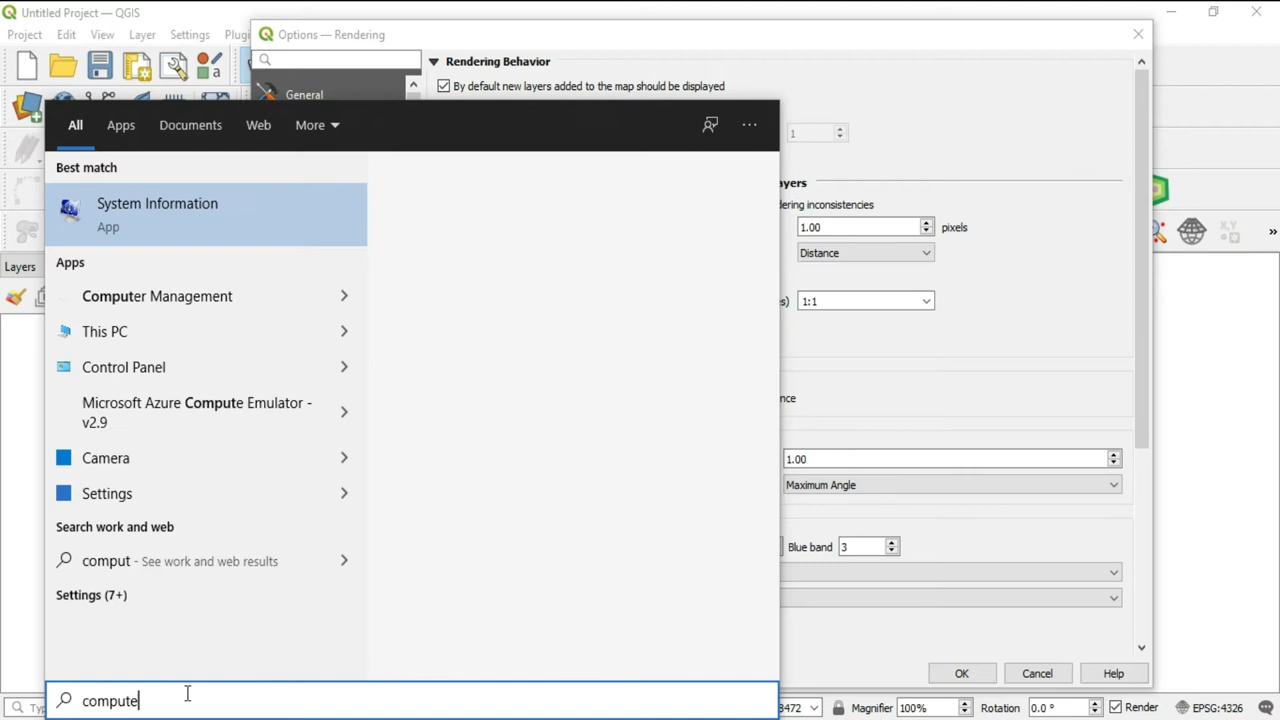 Untitled Project — QGIS
Project Edit View Layer Settings
Options — Rendering
Rendering Behavior
General
By default new layers added to the map should be displayed
All Apps Documents Web More
1
Best match
System Information
App
ayers
dering inconsistencies
1.00 pixels
Distance
Apps
Layers
Computer Management
1:1
This PC
Control Panel
Microsoft Azure Compute Emulator -
v2.9
nce
Camera
1.00
Settings
Maximum Angle
Search work and web
Blue band 3
comput - See work and web results
Settings (7+)
OK Cancel Help
compute
3472 Magnifier 100% Rotation 0.0 ° Render EPSG:4326